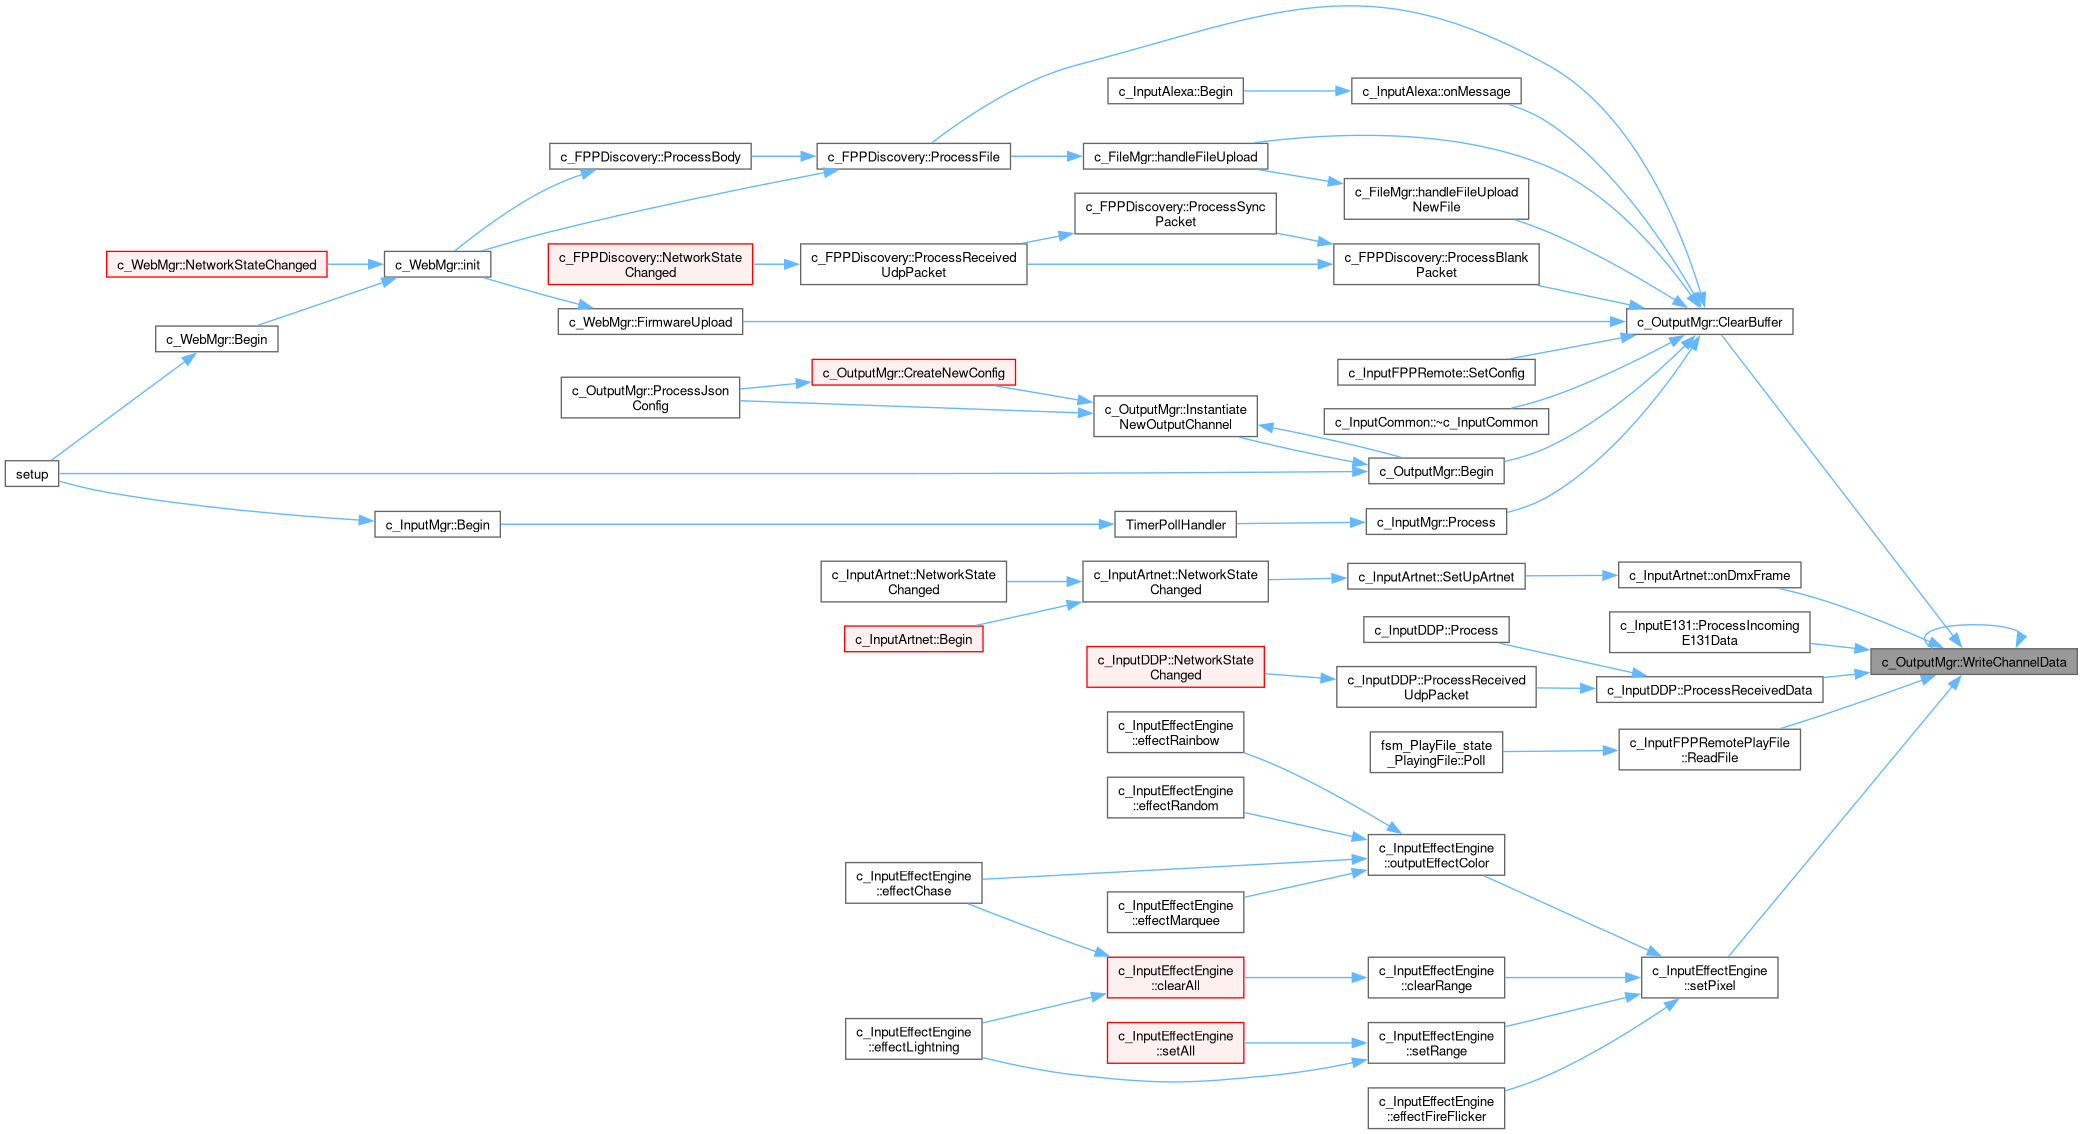 c_InputAlexa::Begin
c_InputAlexa::onMessage
c_FPPDiscovery::ProcessBody
c_FPPDiscovery::ProcessFile
c_FileMgr::handleFileUpload
c_FileMgr::handleFileUpload
NewFile
c_FPPDiscovery::ProcessSync
Packet
c_WebMgr::NetworkStateChanged
c_WebMgr::init
c_FPPDiscovery::NetworkState
Changed
c_FPPDiscovery::ProcessReceived
UdpPacket
c_FPPDiscovery::ProcessBlank
Packet
c_WebMgr::Begin
c_WebMgr::FirmwareUpload
c_OutputMgr::ClearBuffer
c_OutputMgr::ProcessJson
Config
c_OutputMgr::CreateNewConfig
c_InputFPPRemote::SetConfig
c_OutputMgr::Instantiate
NewOutputChannel
c_InputCommon::~c_InputCommon
setup
c_OutputMgr::Begin
c_InputMgr::Begin
TimerPollHandler
c_InputMgr::Process
c_InputArtnet::NetworkState
Changed
c_InputArtnet::NetworkState
Changed
c_InputArtnet::SetUpArtnet
c_InputArtnet::onDmxFrame
c_InputArtnet::Begin
c_InputDDP::Process
c_InputE131::ProcessIncoming
E131Data
c_OutputMgr::WriteChannelData
c_InputDDP::NetworkState
Changed
c_InputDDP::ProcessReceived
UdpPacket
c_InputDDP::ProcessReceivedData
c_InputEffectEngine
::effectRainbow
fsm_PlayFile_state
_PlayingFile::Poll
c_InputFPPRemotePlayFile
::ReadFile
c_InputEffectEngine
::effectRandom
c_InputEffectEngine
::outputEffectColor
c_InputEffectEngine
::effectChase
c_InputEffectEngine
::effectMarquee
c_InputEffectEngine
::clearAll
c_InputEffectEngine
::clearRange
c_InputEffectEngine
::setPixel
c_InputEffectEngine
::effectLightning
c_InputEffectEngine
::setAll
c_InputEffectEngine
::setRange
c_InputEffectEngine
::effectFireFlicker